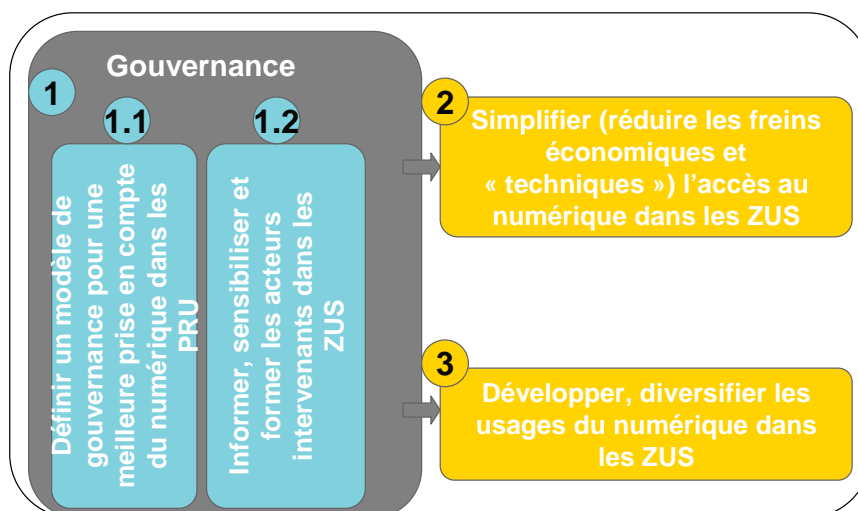 Gouvernance
1
1.1
1.2
Définir un modèle de
gouvernance pour une
meilleure prise en compte
du numérique dans les
PRU
Informer, sensibiliser et
former les acteurs
intervenants dans les
ZUS
2
Simplifier (réduire les freins
économiques et
« techniques ») l’accès au
numérique dans les ZUS
3
Développer, diversifier les
usages du numérique dans
les ZUS